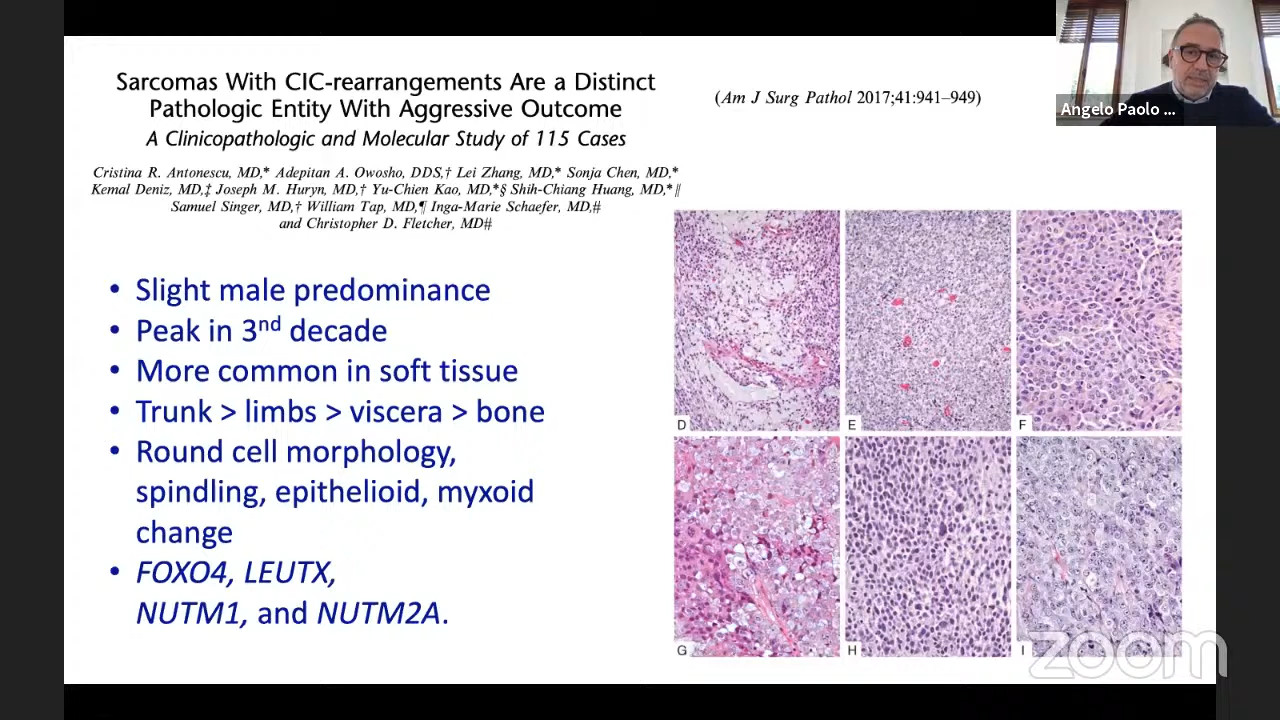 Sarcomas With CIC-rearrangements Are a Distinct
Pathologic Entity With Aggressive Outcome
A Clinicopathologic and Molecular Study of 115 Cases
(Am J Surg Pathol 2017;41:941–949)
Cristina R. Antonescu, MD,* Adepitan A. Owosho, DDS,† Lei Zhang, MD,* Sonja Chen, MD,*
Kemal Deniz, MD,‡ Joseph M. Huryn, MD,† Yu-Chien Kao, MD,*§ Shih-Chiang Huang, MD,*∥
Samuel Singer, MD,† William Tap, MD,¶ Inga-Marie Schaefer, MD,#
and Christopher D. Fletcher, MD#
Angelo Paolo ...
• Slight male predominance
• Peak in 3nd decade
• More common in soft tissue
• Trunk > limbs > viscera > bone
• Round cell morphology,
spindling, epithelioid, myxoid
change
• FOXO4, LEUTX,
NUTM1, and NUTM2A.
D
E
F
G
H
I
zoom